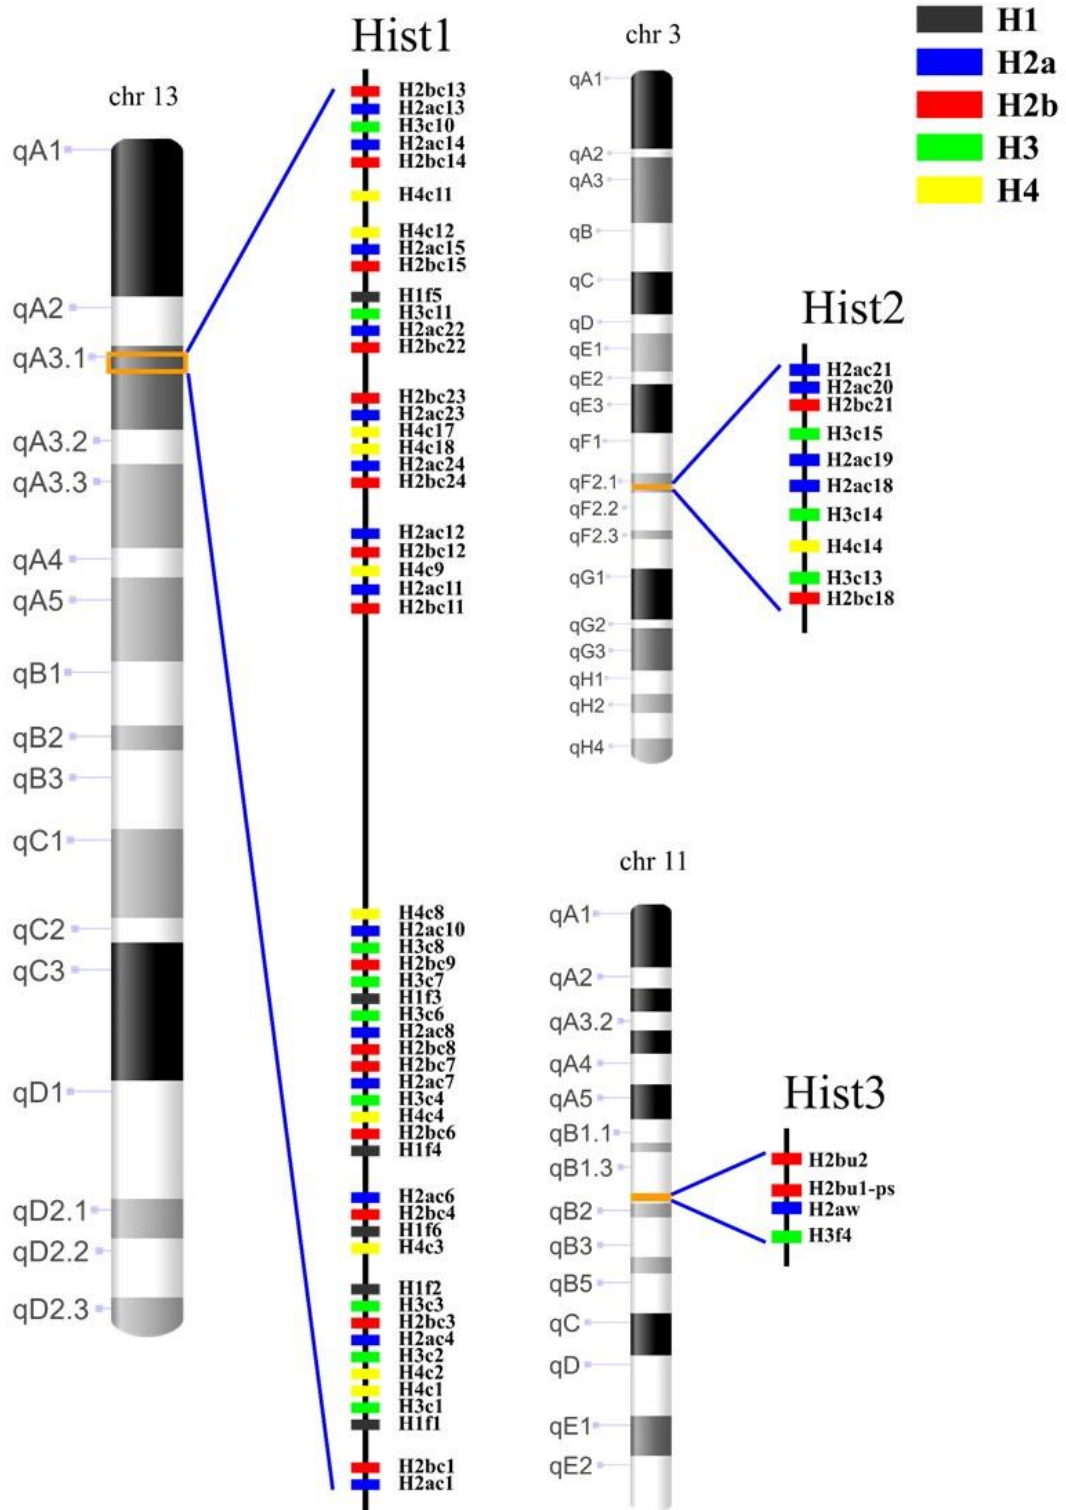 Hist1
chr 13
qA1
qA2
qA3.1
qA3.2
qA3.3
qA4
qA5
qB1
qB2
qB3
qC1
qC2
qC3
qD1
qD2.1
qD2.2
qD2.3
H2bc13
H2ac13
H3c10
H2ac14
H2bc14
H4c11
H4c12
H2ac15
H2bc15
H1f5
H3c11
H2ac22
H2bc22
H2bc23
H2ac23
H4c17
H4c18
H2ac24
H2bc24
H2ac12
H2bc12
H4c9
H2ac11
H2bc11
H4c8
H2ac10
H3c8
H2bc9
H3c7
H1f3
H3c6
H2ac8
H2bc8
H2bc7
H2ac7
H3c4
H4c4
H2bc6
H1f4
H2ac6
H2bc4
H1f6
H4c3
H1f2
H3c3
H2bc3
H2ac4
H3c2
H4c2
H4c1
H3c1
H1f1
H2bc1
H2ac1
chr 3
qA1
qA2
qA3
qB
qC
qD
qE1
qE2
qE3
qF1
qF2.1
qF2.2
qF2.3
qG1
qG2
qG3
qH1
qH2
qH4
Hist2
H2ac21
H2ac20
H2bc21
H3c15
H2ac19
H2ac18
H3c14
H4c14
H3c13
H2bc18
H1
H2a
H2b
H3
H4
chr 11
qA1
qA2
qA3.2
qA4
qA5
qB1.1
qB1.3
qB2
qB3
qB5
qC
qD
qE1
qE2
Hist3
H2bu2
H2bu1-ps
H2aw
H3f4